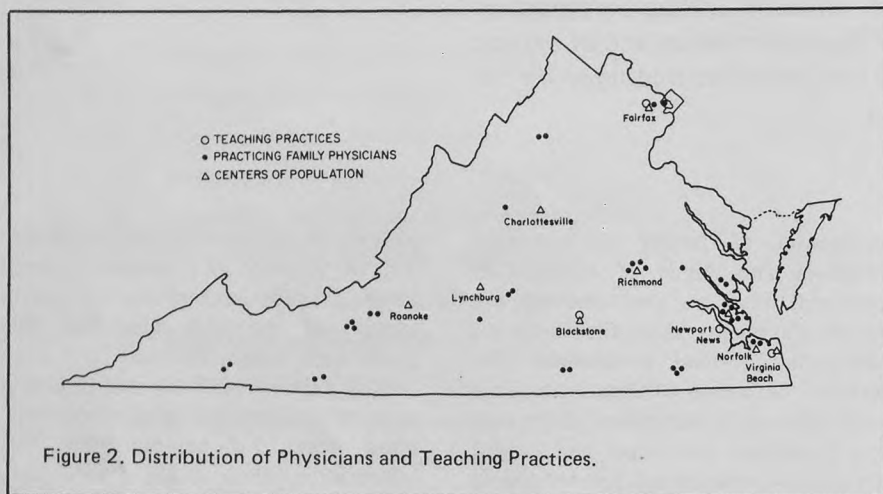 ○ TEACHING PRACTICES
● PRACTICING FAMILY PHYSICIANS
△ CENTERS OF POPULATION
Fairfax
Charlottesville
Richmond
Lynchburg
Roanoke
Blackstone
Newport
News
Norfolk
Virginia
Beach
Figure 2. Distribution of Physicians and Teaching Practices.